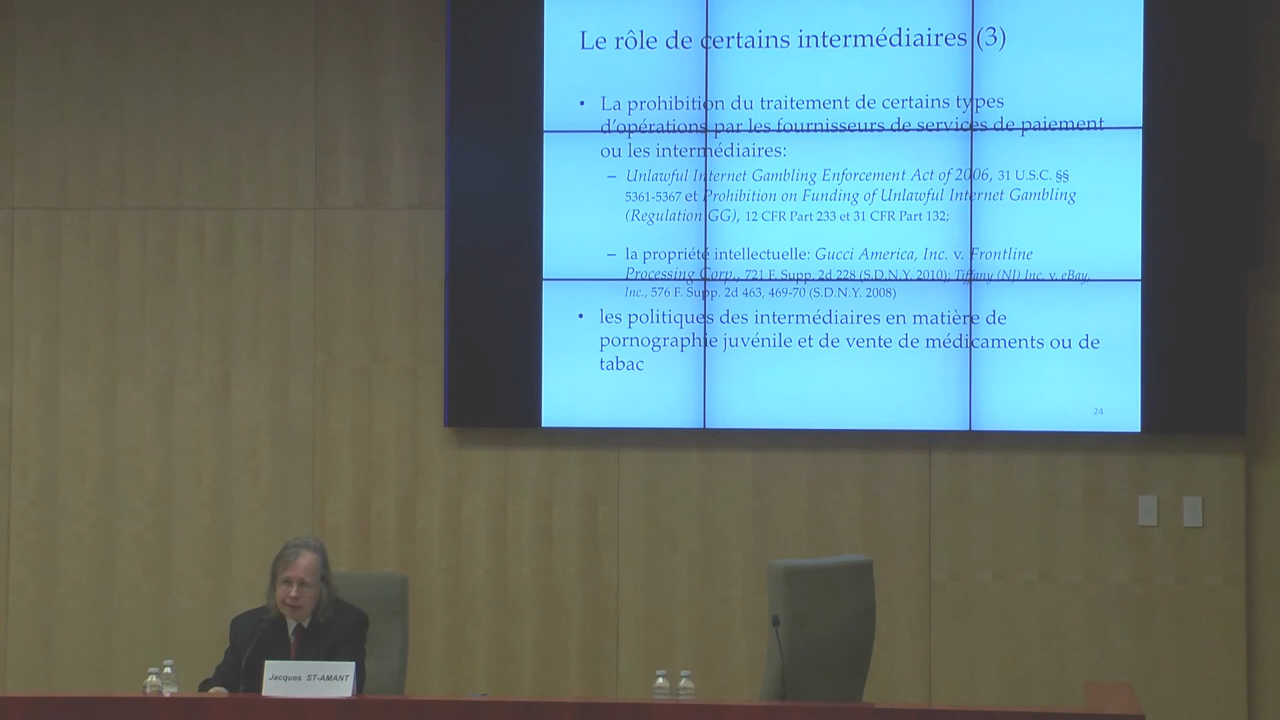 Le rôle de certains intermédiaires (3)
• La prohibition du traitement de certains types
d'opérations par les fournisseurs de services de paiement
ou les intermédiaires:
– Unlawful Internet Gambling Enforcement Act of 2006, 31 U.S.C. §§
5361-5367 et Prohibition on Funding of Unlawful Internet Gambling
(Regulation GG), 12 CFR Part 233 et 31 CFR Part 132;
– la propriété intellectuelle: Gucci America, Inc. v. Frontline
Processing Corp., 721 F. Supp. 2d 228 (S.D.N.Y. 2010); Tiffany (NJ) Inc. v. eBay,
Inc., 576 F. Supp. 2d 463, 469-70 (S.D.N.Y. 2008)
• les politiques des intermédiaires en matière de
pornographie juvénile et de vente de médicaments ou de
tabac
24
Jacques ST-AMANT